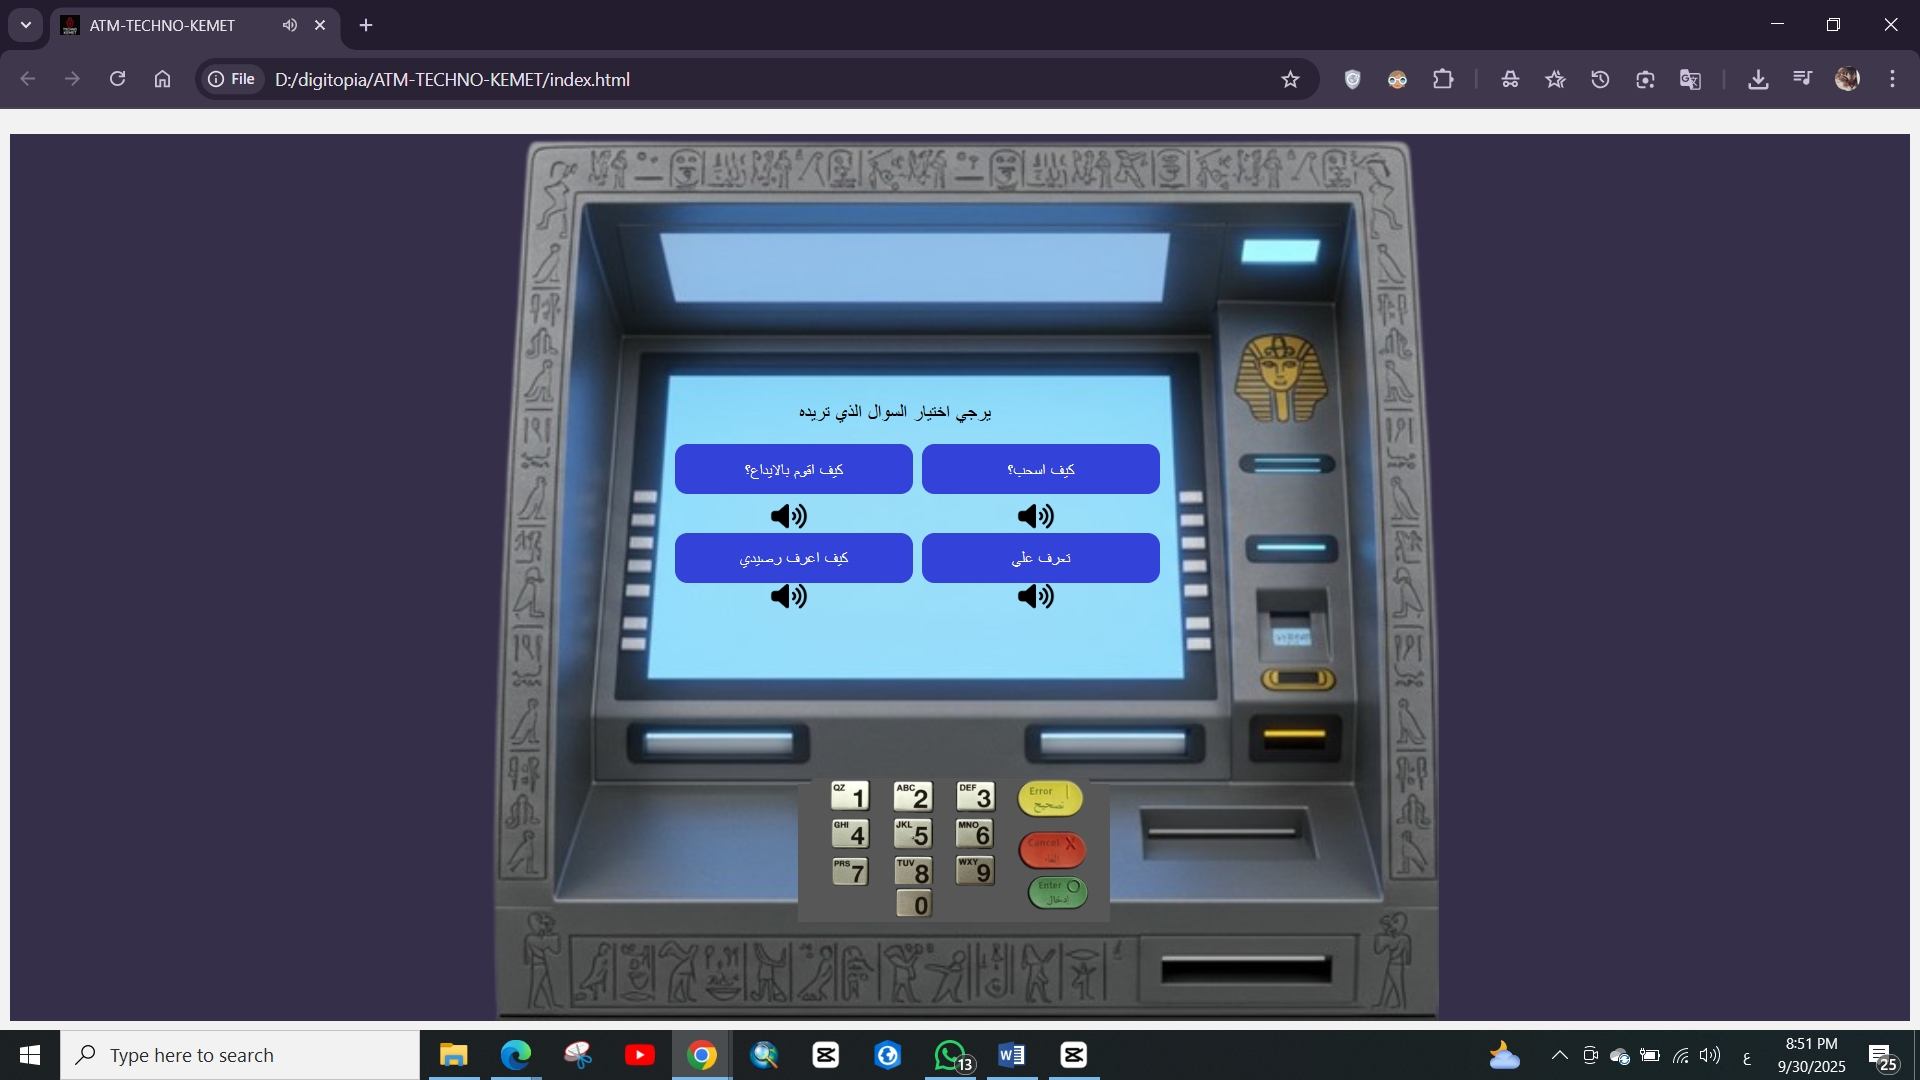 ATM-TECHNO-KEMET
File D:/digitopia/ATM-TECHNO-KEMET/index.html
يرجي اختيار السوال الذي تريده
كيف اسحب؟
كيف اقوم بالايداع؟
تعرف علي
كيف اعرف رصيدي
QZ 1 ABC 2 DEF 3 Error تصحيح
GHI 4 JKL 5 MNO 6 Cancel X إلغاء
PRS 7 TUV 8 WXY 9 Enter إدخال
0
Type here to search
13
ع
8:51 PM
9/30/2025
25